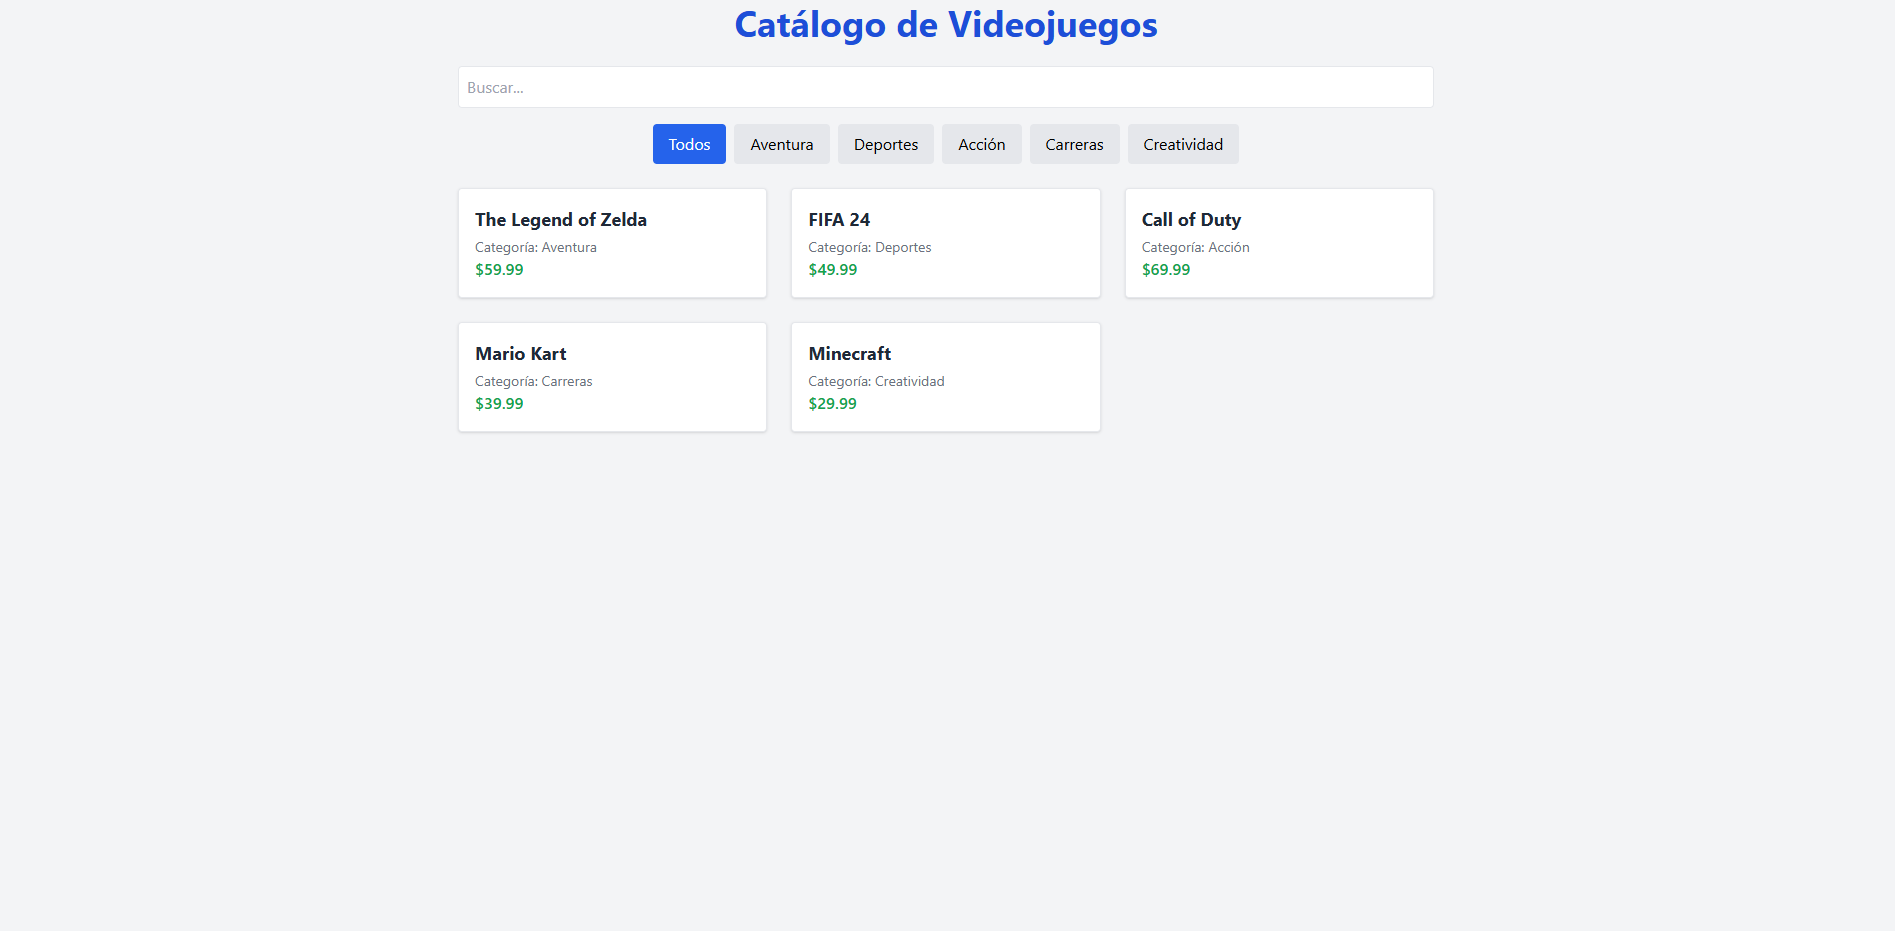 Catálogo de Videojuegos
Buscar...
Todos
Aventura
Deportes
Acción
Carreras
Creatividad
The Legend of Zelda
Categoría: Aventura
$59.99
FIFA 24
Categoría: Deportes
$49.99
Call of Duty
Categoría: Acción
$69.99
Mario Kart
Categoría: Carreras
$39.99
Minecraft
Categoría: Creatividad
$29.99